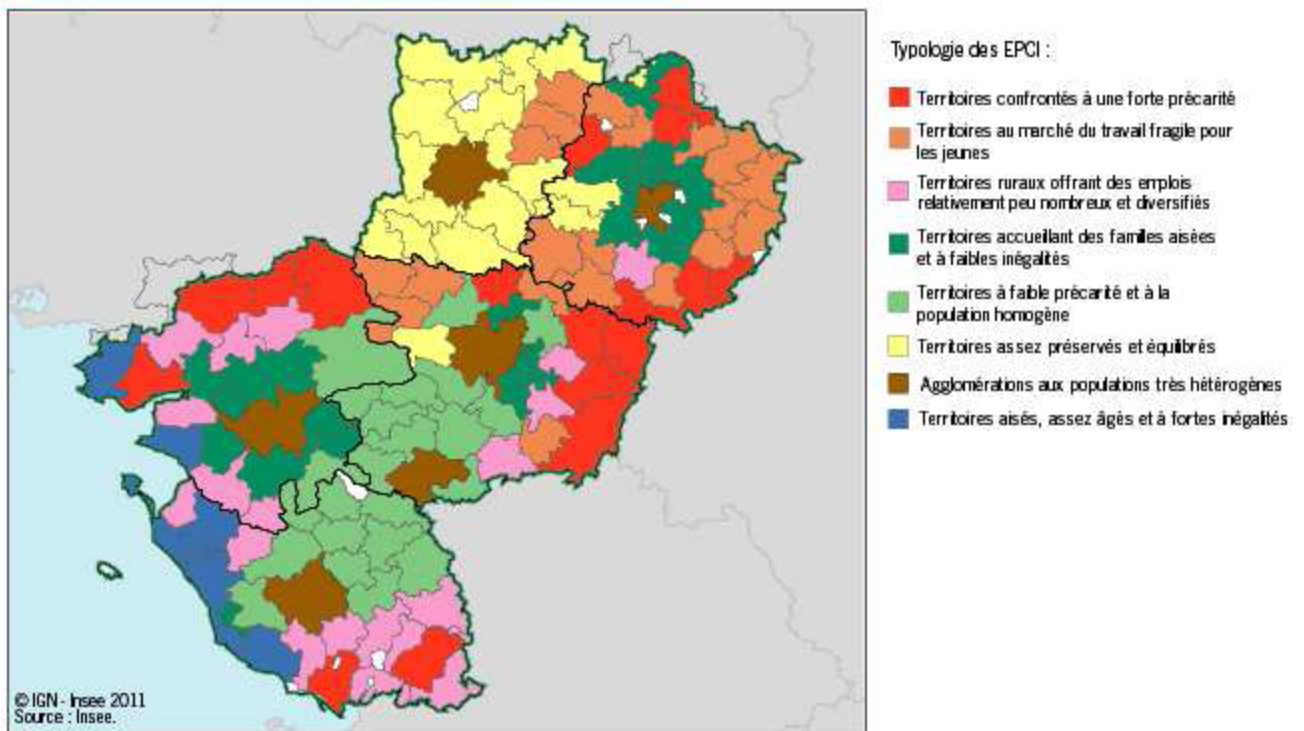 Typologie des EPCI :
Territoires confrontés à une forte précarité
Territoires au marché du travail fragile pour
les jeunes
Territoires ruraux offrant des emplois
relativement peu nombreux et diversifiés
Territoires accueillant des familles aisées
et à faibles inégalités
Territoires à faible précarité et à la
population homogène
Territoires assez préservés et équilibrés
Agglomérations aux populations très hétérogènes
Territoires aisés, assez âgés et à fortes inégalités
© IGN - Insee 2011
Source : Insee.